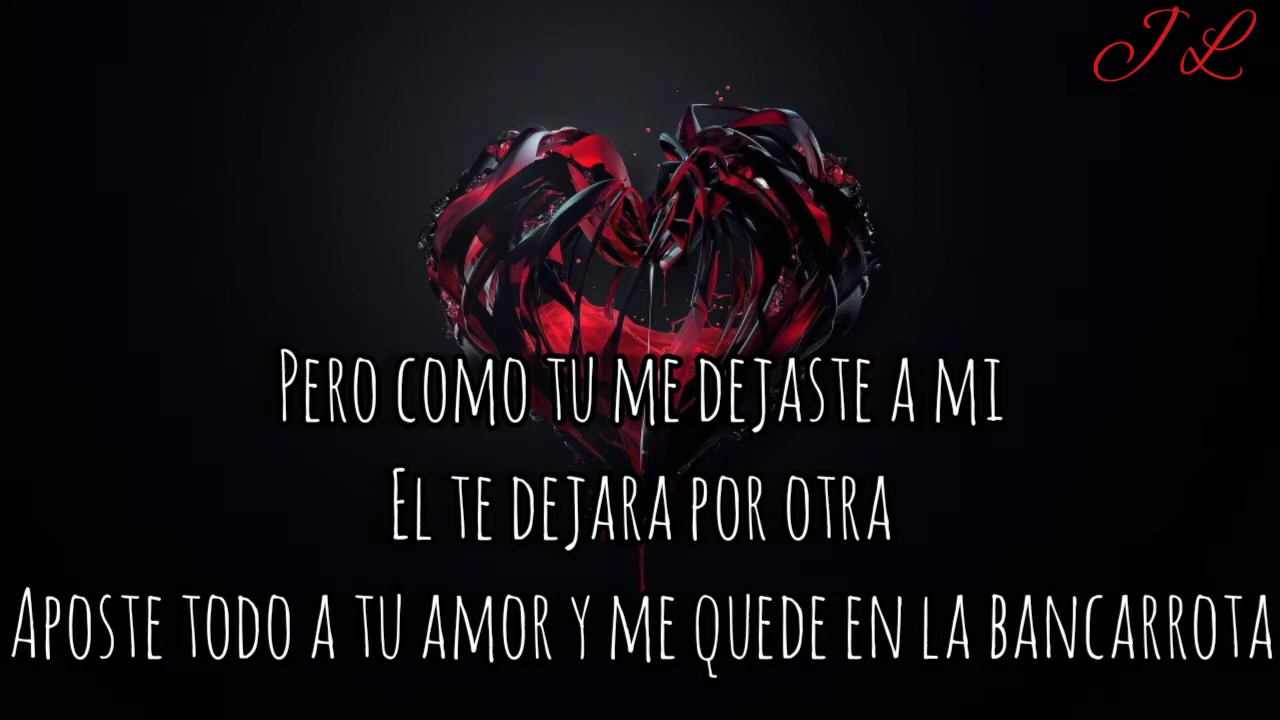 J L
Pero como tu me dejaste a mi
El te dejara por otra
Aposte todo a tu amor y me quede en la bancarrota